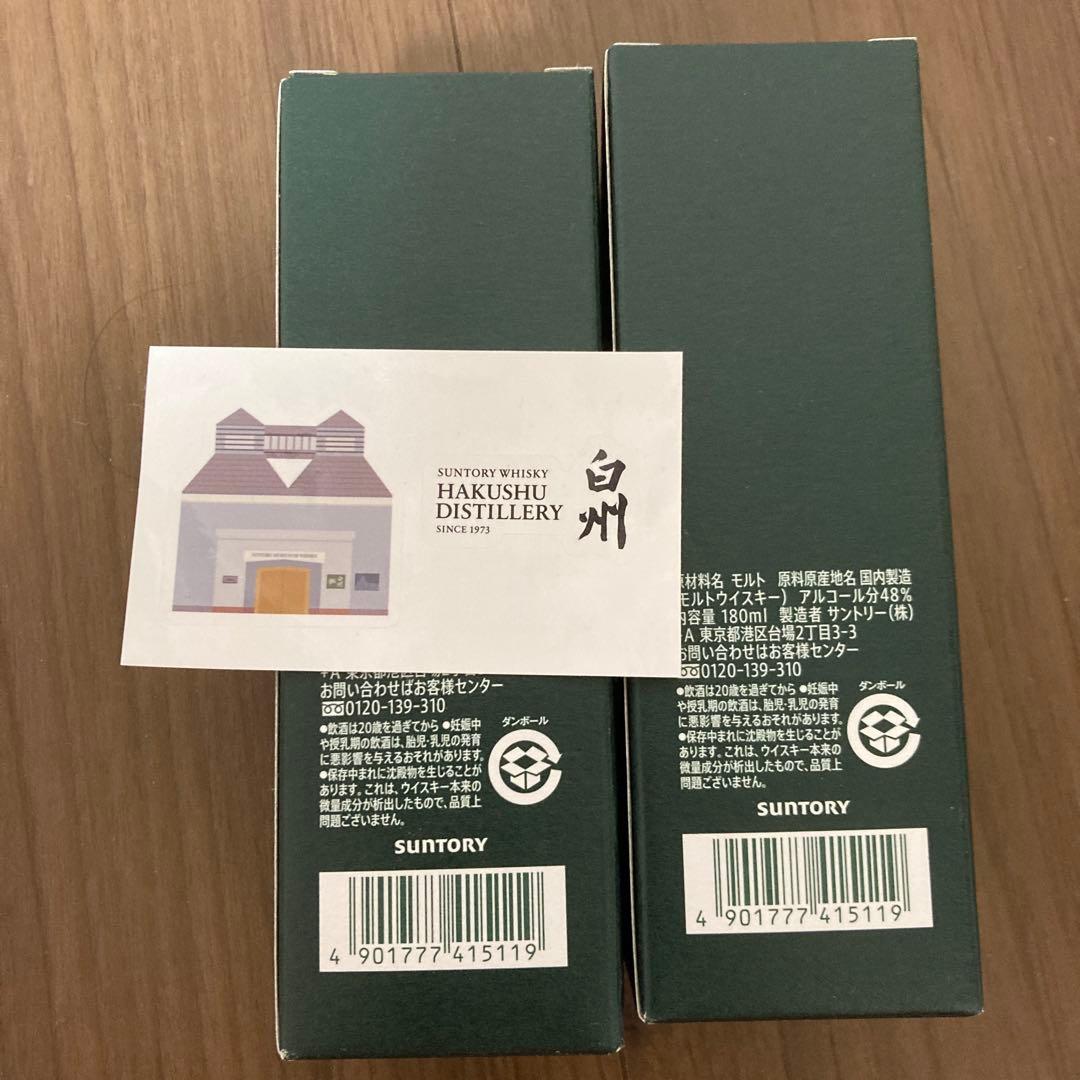 SUNTORY WHISKY
HAKUSHU
DISTILLERY
SINCE 1973
白州
東京都港区台場
お問い合わせはお客様センター
0120-139-310
●飲酒は20歳を過ぎてから ●妊娠中
や授乳期の飲酒は、胎児・乳児の発育
に悪影響を与えるおそれがあります。
●保存中まれに沈殿物を生じることが
あります。これは、ウイスキー本来の
微量成分が析出したもので、品質上
問題ございません。
ダンボール
SUNTORY
4 901777 415119
原材料名 モルト 原料原産地名 国内製造
(モルトウイスキー) アルコール分48%
内容量 180ml 製造者 サントリー(株)
+A 東京都港区台場2丁目3-3
お問い合わせはお客様センター
0120-139-310
●飲酒は20歳を過ぎてから ●妊娠中
や授乳期の飲酒は、胎児・乳児の発育
に悪影響を与えるおそれがあります。
●保存中まれに沈殿物を生じることが
あります。これは、ウイスキー本来の
微量成分が析出したもので、品質上
問題ございません。
ダンボール
SUNTORY
4 901777 415119